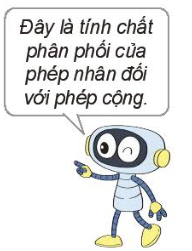 Đây là tính chất
phân phối của
phép nhân đối
với phép cộng.